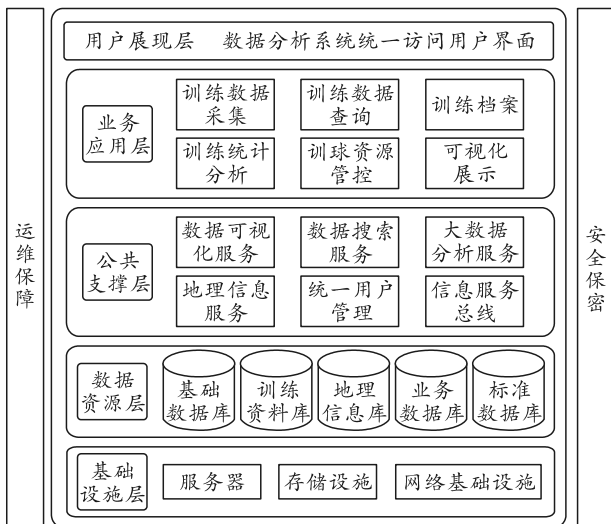 用户展现层 数据分析系统统一访问用户界面
业务
应用层
训练数据
采集
训练数据
查询
训练档案
训练统计
分析
训球资源
管控
可视化
展示
公共
支撑层
数据可视
化服务
数据搜索
服务
大数据
分析服务
地理信息
服务
统一用户
管理
信息服务
总线
数据
资源层
基础
数据库
训练
资料库
地理
信息库
业务
数据库
标准
数据库
基础
设施层
服务器
存储设施
网络基础设施
运维保障
安全保密